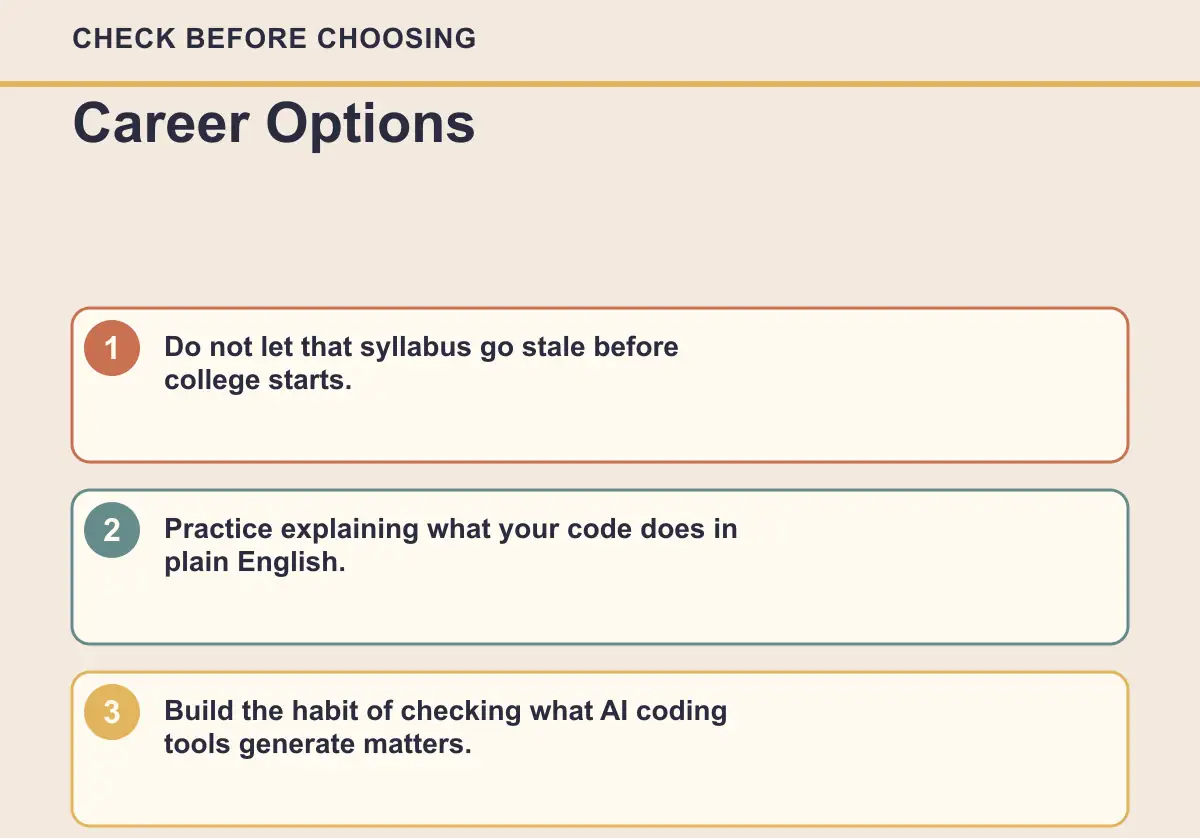 CHECK BEFORE CHOOSING
Career Options
1
Do not let that syllabus go stale before
college starts.
2
Practice explaining what your code does in
plain English.
3
Build the habit of checking what AI coding
tools generate matters.